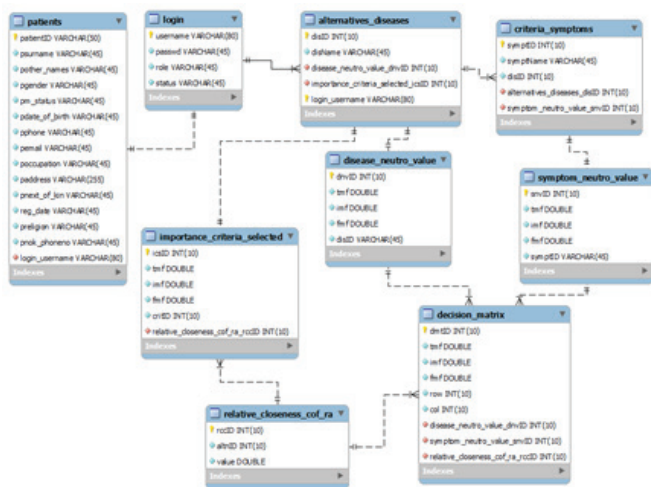 patients
patientID VARCHAR(50)
psurname VARCHAR(45)
pother_names VARCHAR(45)
pgender VARCHAR(45)
pm_status VARCHAR(45)
pdate_of_birth VARCHAR(45)
pphone VARCHAR(45)
pemail VARCHAR(45)
poccupation VARCHAR(45)
paddress VARCHAR(255)
pnext_of_kin VARCHAR(45)
reg_date VARCHAR(45)
preligion VARCHAR(45)
pnok_phoneno VARCHAR(45)
login_username VARCHAR(80)
Indexes
login
username VARCHAR(80)
passwd VARCHAR(45)
role VARCHAR(45)
status VARCHAR(45)
Indexes
alternatives_diseases
disID INT(10)
disName VARCHAR(45)
disease_neutro_value_dnvID INT(10)
importance_criteria_selected_icsID INT(10)
login_username VARCHAR(80)
Indexes
criteria_symptoms
symptID INT(10)
symptName VARCHAR(45)
disID INT(10)
alternatives_diseases_disID INT(10)
symptom_neutro_value_snvID INT(10)
Indexes
disease_neutro_value
dnvID INT(10)
tmf DOUBLE
imf DOUBLE
fmf DOUBLE
disID VARCHAR(45)
Indexes
symptom_neutro_value
snvID INT(10)
tmf DOUBLE
imf DOUBLE
fmf DOUBLE
symptID VARCHAR(45)
Indexes
importance_criteria_selected
icsID INT(10)
tmf DOUBLE
imf DOUBLE
fmf DOUBLE
critID INT(10)
relative_closeness_cof_ra_rccID INT(10)
Indexes
decision_matrix
dmtID INT(10)
tmf DOUBLE
imf DOUBLE
fmf DOUBLE
row INT(10)
col INT(10)
disease_neutro_value_dnvID INT(10)
symptom_neutro_value_snvID INT(10)
relative_closeness_cof_ra_rccID INT(10)
Indexes
relative_closeness_cof_ra
rccID INT(10)
altnID INT(10)
value DOUBLE
Indexes